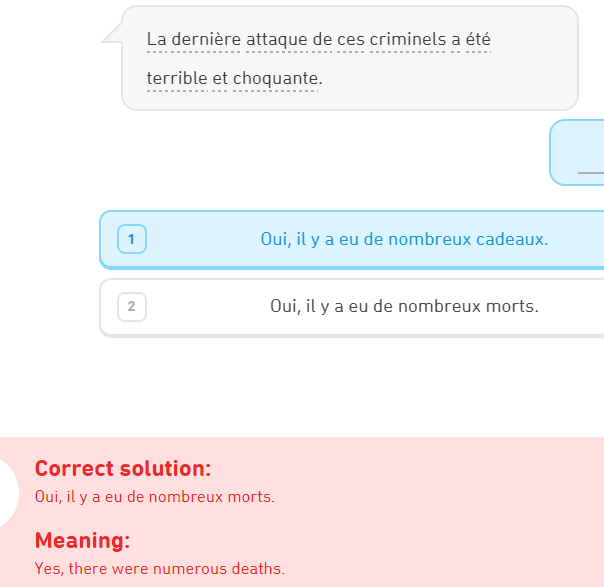 La dernière attaque de ces criminels a été
terrible et choquante.
1
Oui, il y a eu de nombreux cadeaux.
2
Oui, il y a eu de nombreux morts.
Correct solution:
Oui, il y a eu de nombreux morts.
Meaning:
Yes, there were numerous deaths.